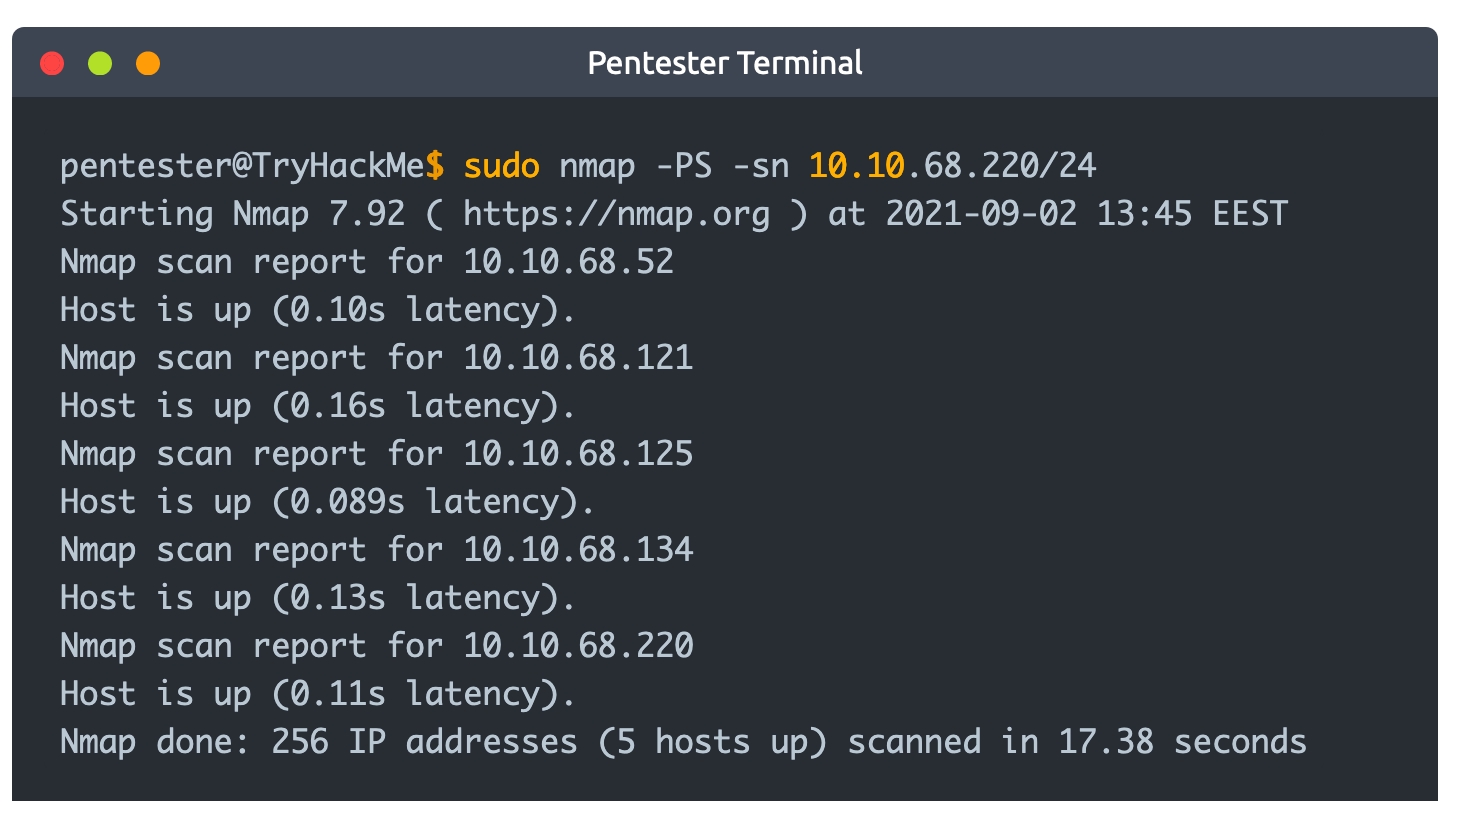 Pentester Terminal
pentester@TryHackMe$ sudo nmap -PS -sn 10.10.68.220/24
Starting Nmap 7.92 ( https://nmap.org ) at 2021-09-02 13:45 EEST
Nmap scan report for 10.10.68.52
Host is up (0.10s latency).
Nmap scan report for 10.10.68.121
Host is up (0.16s latency).
Nmap scan report for 10.10.68.125
Host is up (0.089s latency).
Nmap scan report for 10.10.68.134
Host is up (0.13s latency).
Nmap scan report for 10.10.68.220
Host is up (0.11s latency).
Nmap done: 256 IP addresses (5 hosts up) scanned in 17.38 seconds